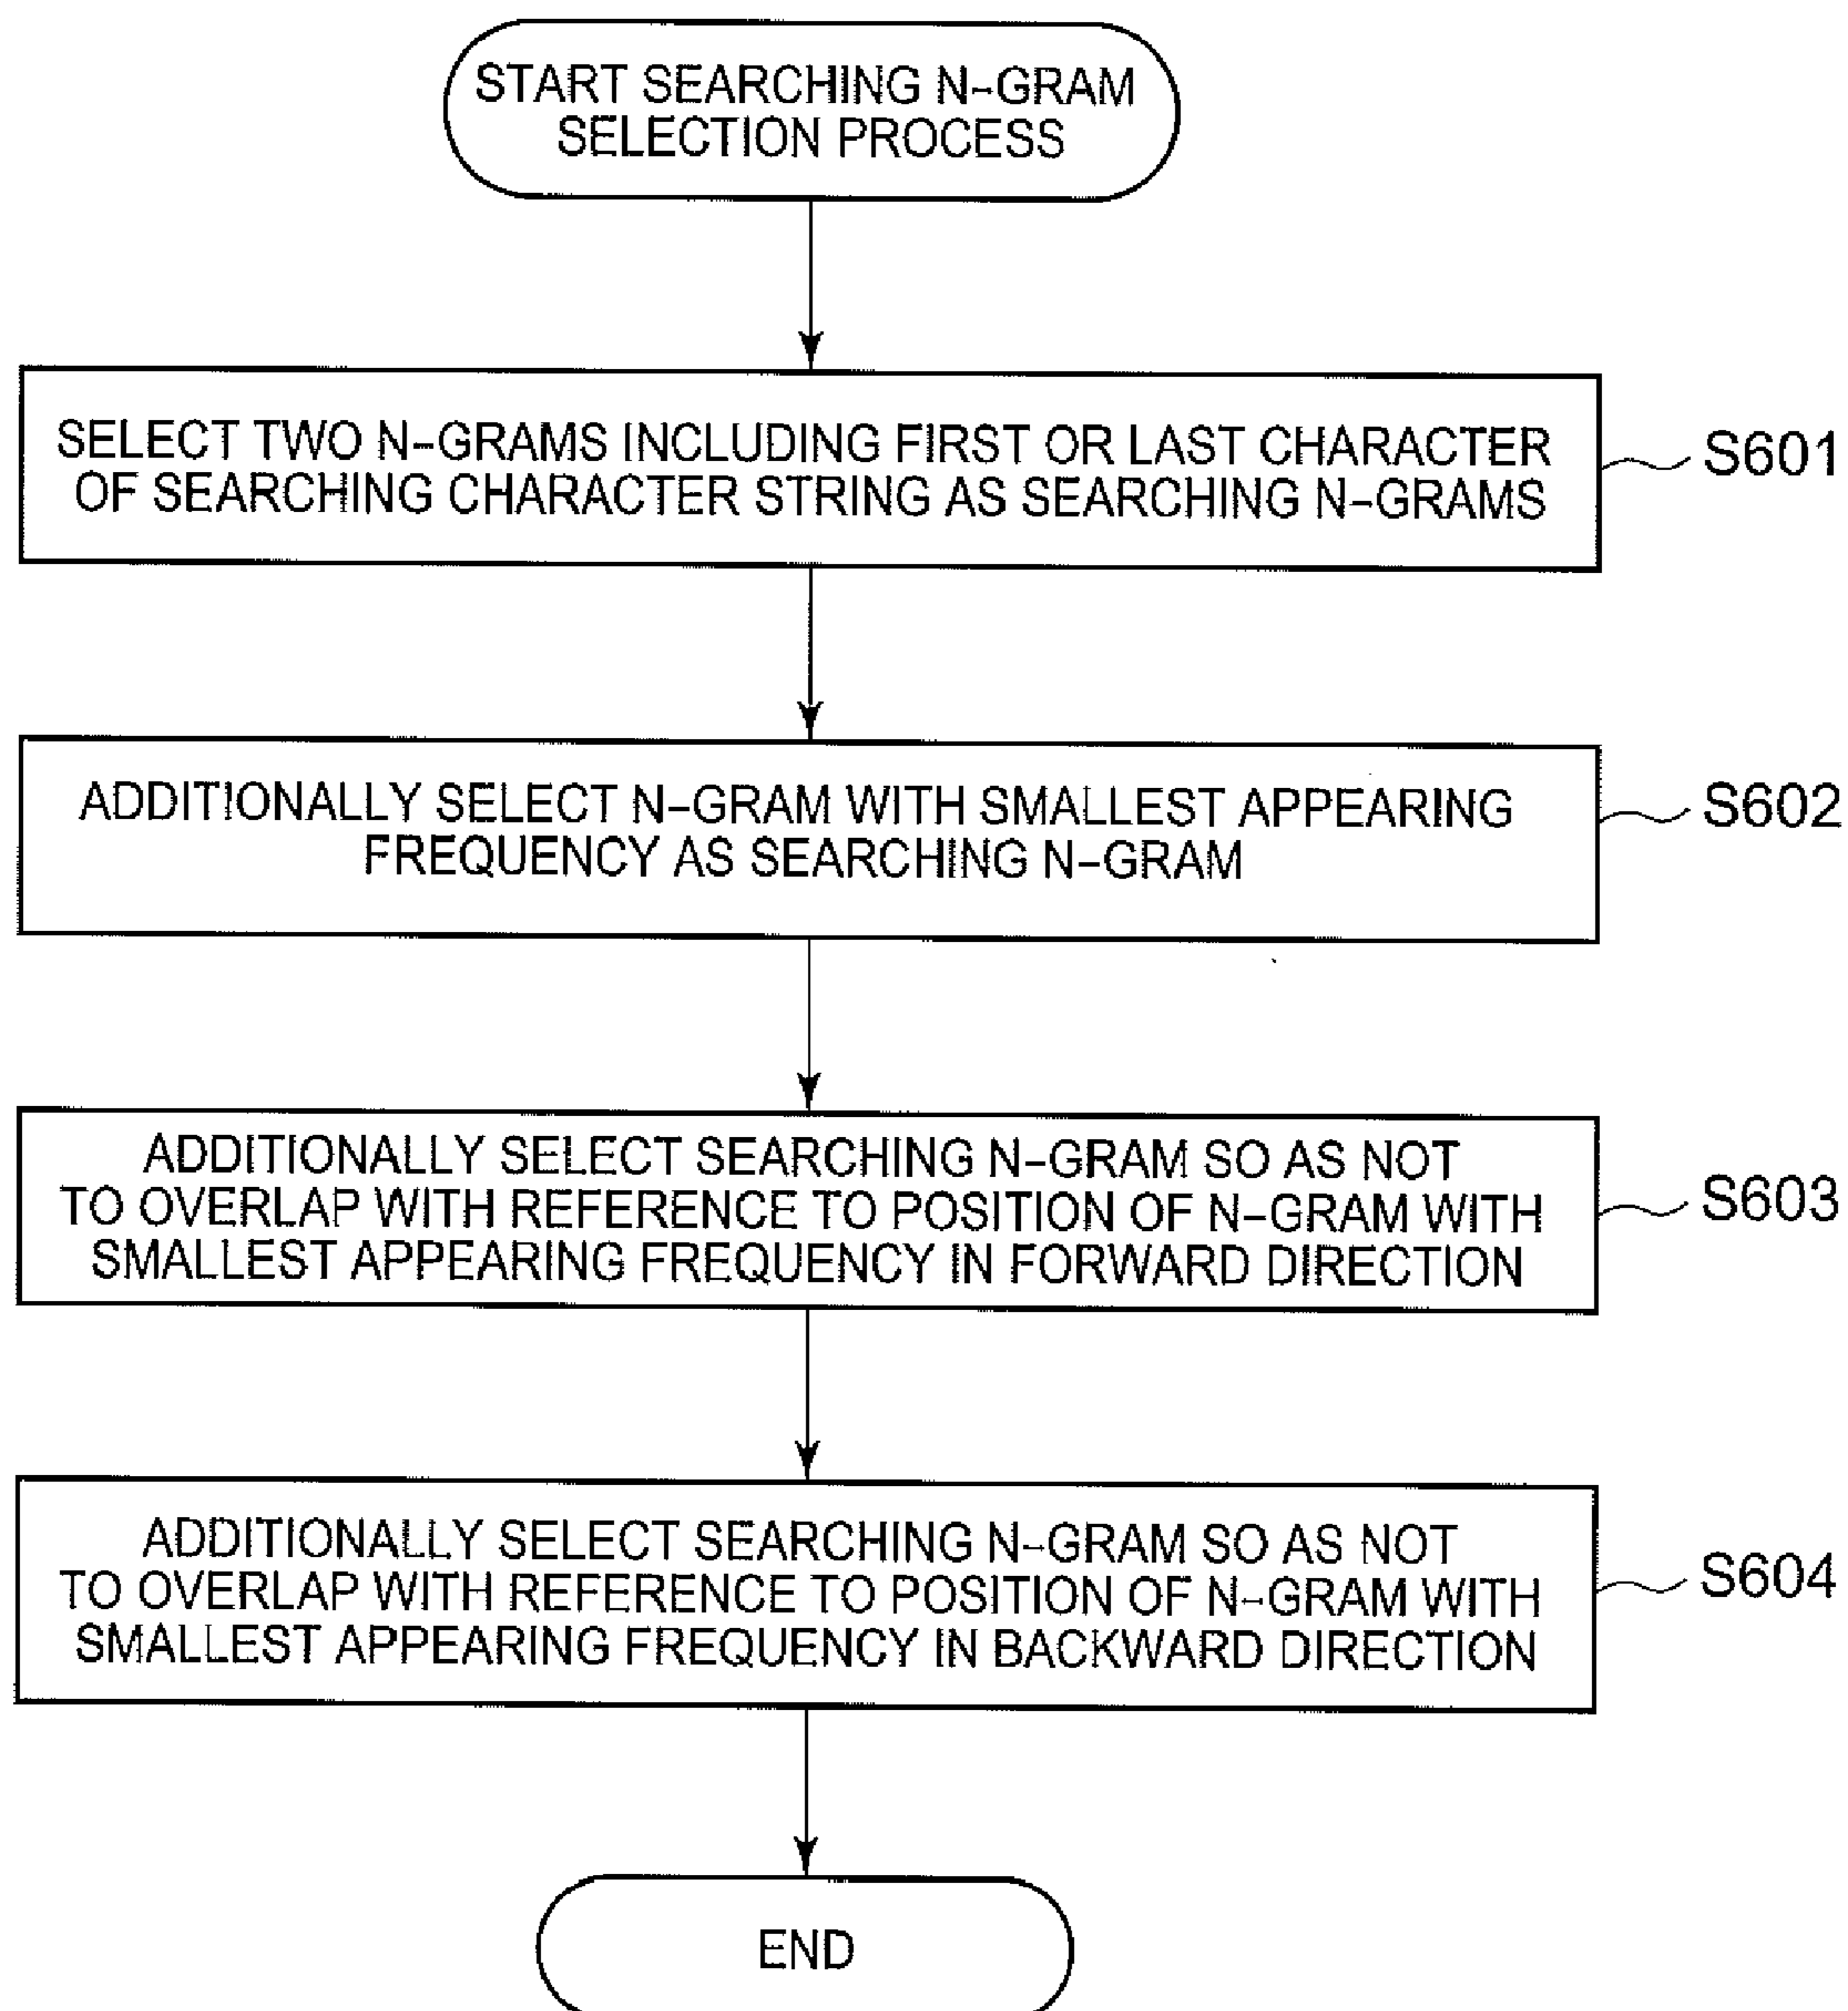 START SEARCHING N-GRAM
SELECTION PROCESS
SELECT TWO N-GRAMS INCLUDING FIRST OR LAST CHARACTER
OF SEARCHING CHARACTER STRING AS SEARCHING N-GRAMS
S601
ADDITIONALLY SELECT N-GRAM WITH SMALLEST APPEARING
FREQUENCY AS SEARCHING N-GRAM
S602
ADDITIONALLY SELECT SEARCHING N-GRAM SO AS NOT
TO OVERLAP WITH REFERENCE TO POSITION OF N-GRAM WITH
SMALLEST APPEARING FREQUENCY IN FORWARD DIRECTION
S603
ADDITIONALLY SELECT SEARCHING N-GRAM SO AS NOT
TO OVERLAP WITH REFERENCE TO POSITION OF N-GRAM WITH
SMALLEST APPEARING FREQUENCY IN BACKWARD DIRECTION
S604
END